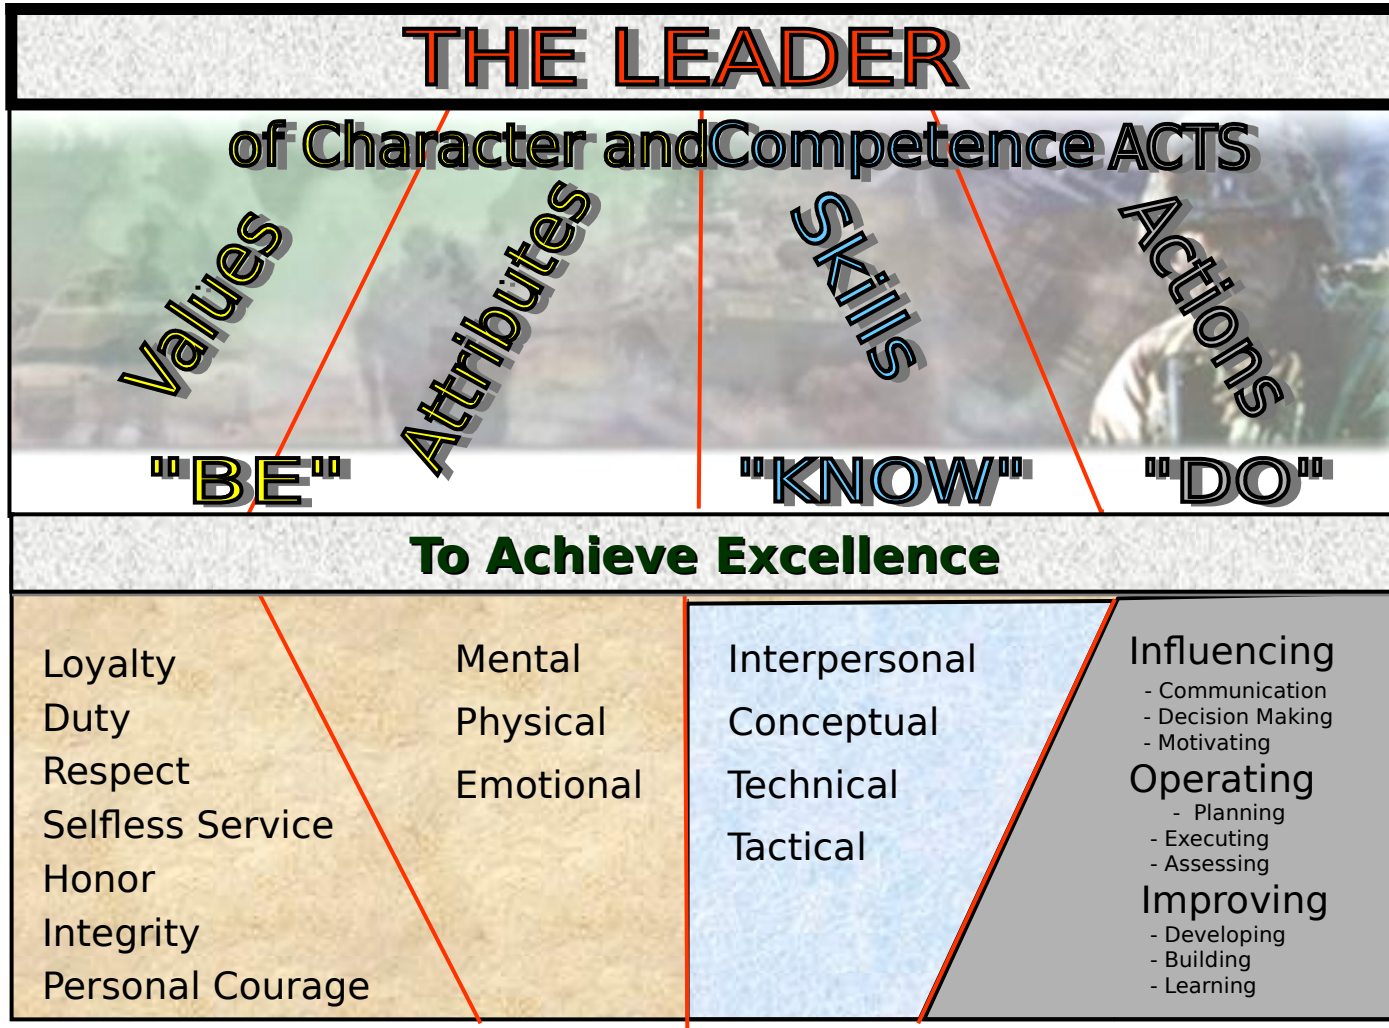 THE LEADER
of Character and Competence ACTS
Values
Attributes
Skills
Actions
"BE"
"KNOW"
"DO"
To Achieve Excellence
Loyalty
Duty
Respect
Selfless Service
Honor
Integrity
Personal Courage
Mental
Physical
Emotional
Interpersonal
Conceptual
Technical
Tactical
Influencing
- Communication
- Decision Making
- Motivating
Operating
- Planning
- Executing
- Assessing
Improving
- Developing
- Building
- Learning